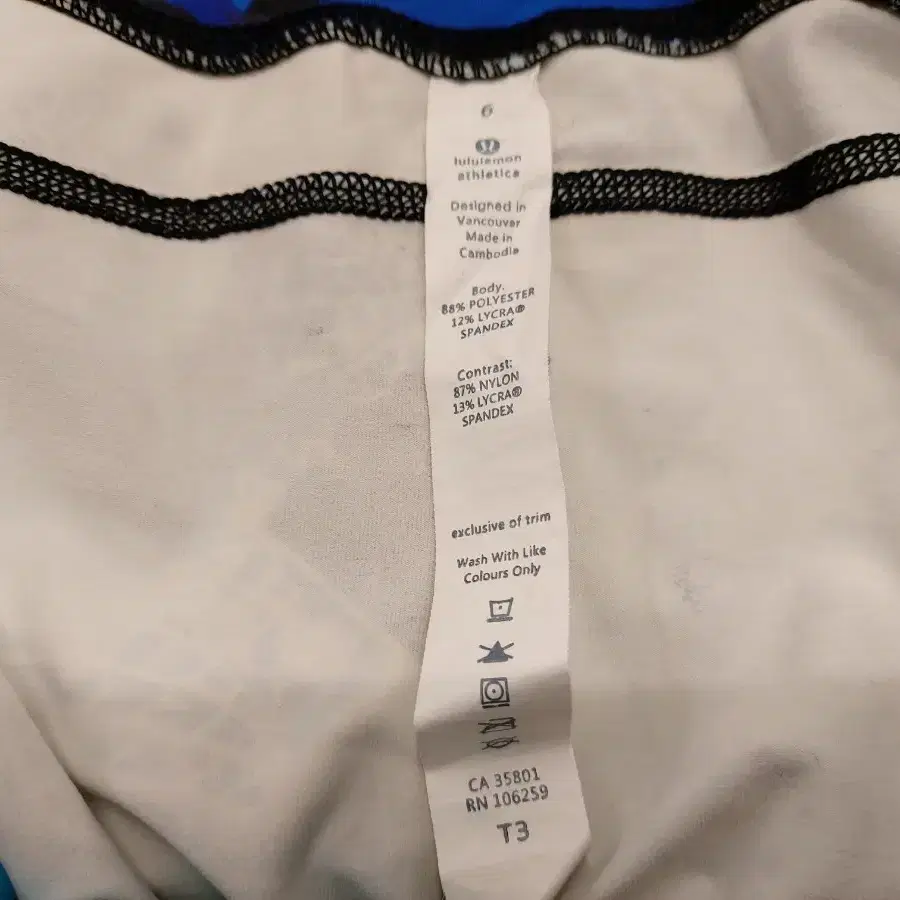 6
lululemon
athletica
Designed in
Vancouver
Made in
Cambodia
Body:
88% POLYESTER
12% LYCRA®
SPANDEX
Contrast:
87% NYLON
13% LYCRA®
SPANDEX
exclusive of trim
Wash With Like
Colours Only
CA 35801
RN 106259
T3